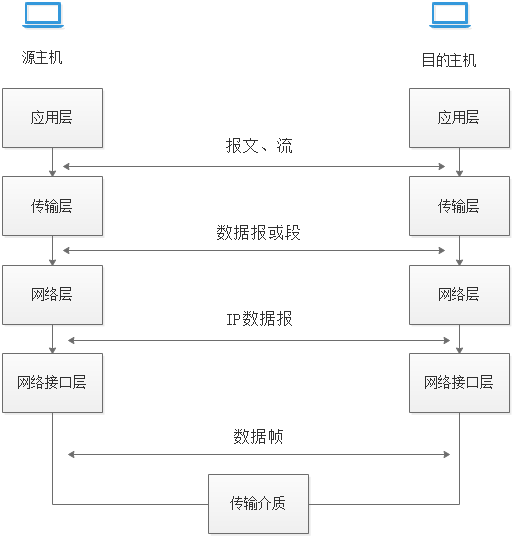 源主机
目的主机
应用层
应用层
报文、流
传输层
传输层
数据报或段
网络层
网络层
IP数据报
网络接口层
网络接口层
数据帧
传输介质